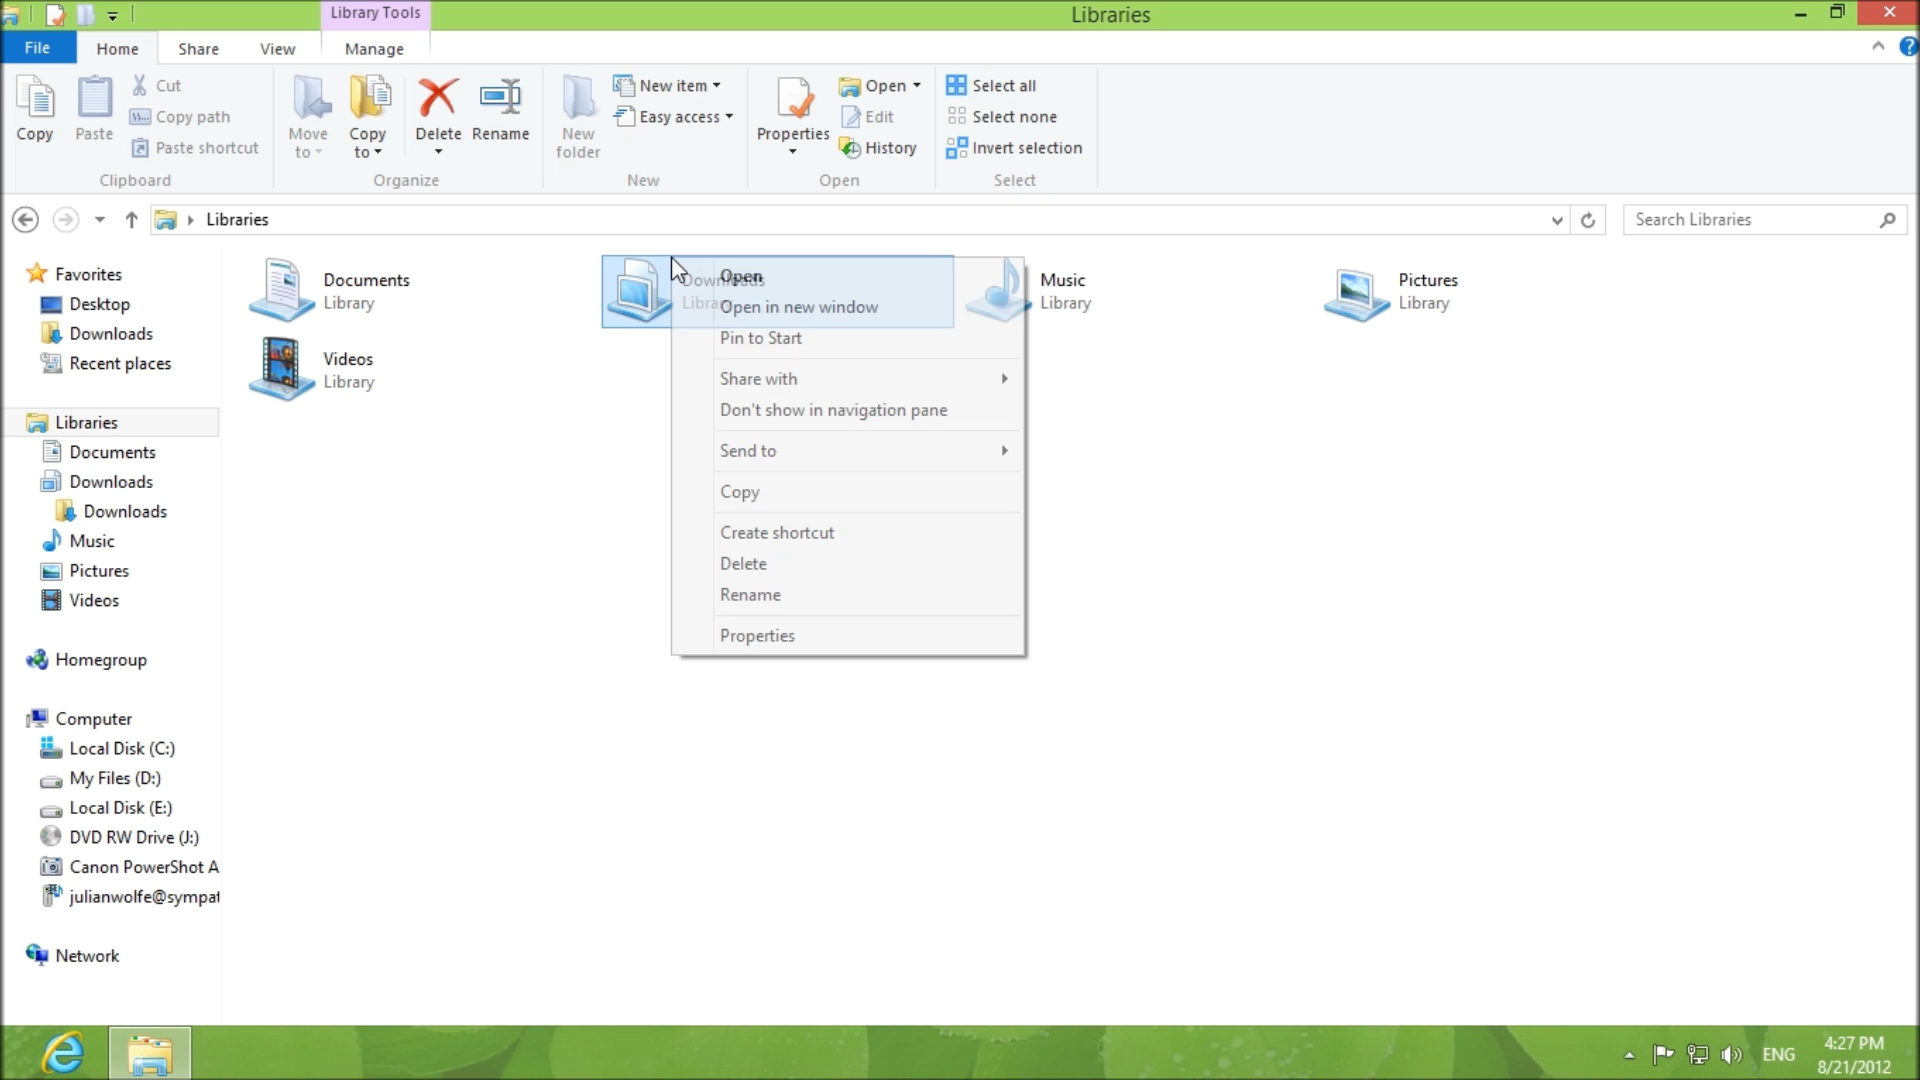 Library Tools
Libraries
File
Home
Share
View
Manage
Copy
Paste
Cut
Copy path
Paste shortcut
Clipboard
Move to
Copy to
Delete
Rename
Organize
New folder
New item
Easy access
New
Properties
Open
Edit
History
Open
Select all
Select none
Invert selection
Select
Libraries
Search Libraries
Favorites
Desktop
Downloads
Recent places
Libraries
Documents
Downloads
Downloads
Music
Pictures
Videos
Homegroup
Computer
Local Disk (C:)
My Files (D:)
Local Disk (E:)
DVD RW Drive (J:)
Canon PowerShot A
julianwolfe@sympat
Network
Documents
Library
Downloads
Library
Music
Library
Pictures
Library
Videos
Library
Open
Open in new window
Pin to Start
Share with
Don't show in navigation pane
Send to
Copy
Create shortcut
Delete
Rename
Properties
ENG
4:27 PM
8/21/2012